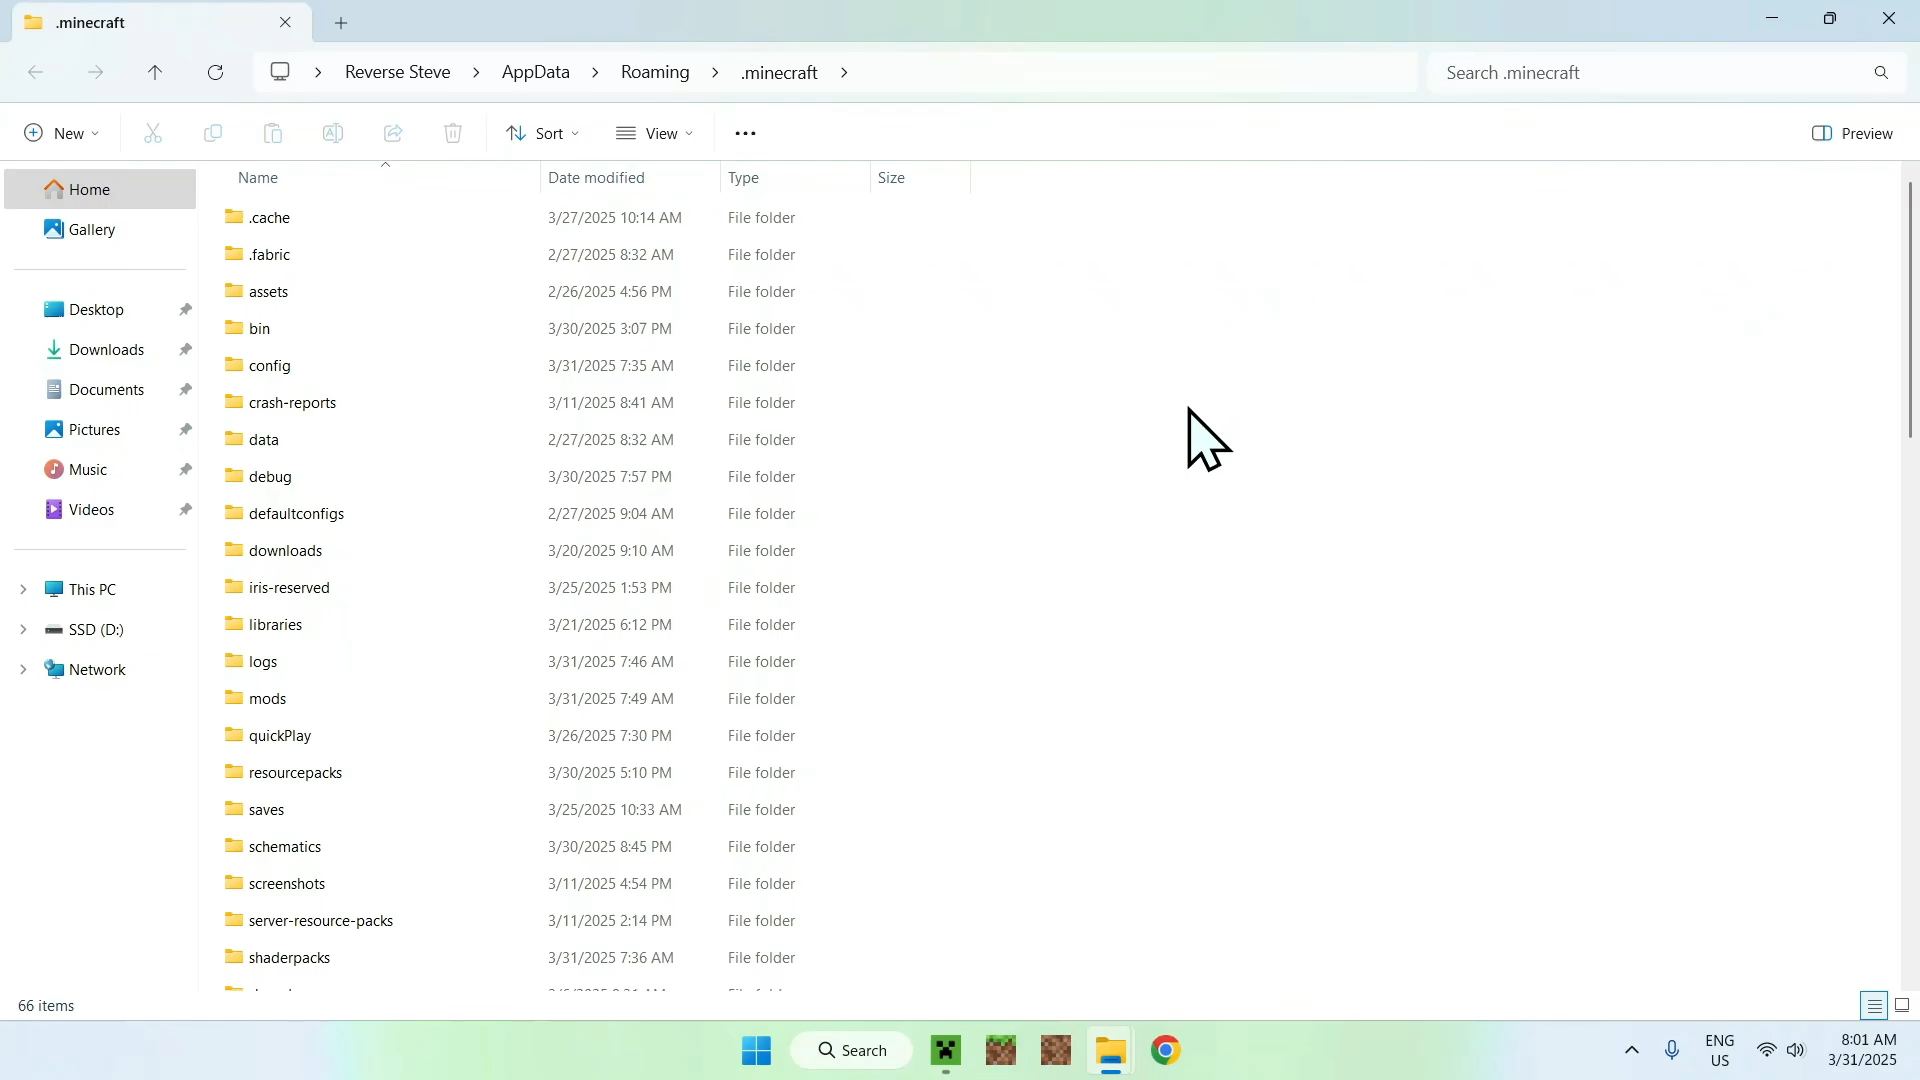 .minecraft
Reverse Steve > AppData > Roaming > .minecraft >
Search .minecraft
New
Sort
View
Preview
Name Date modified Type Size
Home
Gallery
Desktop
Downloads
Documents
Pictures
Music
Videos
This PC
SSD (D:)
Network
.cache 3/27/2025 10:14 AM File folder
.fabric 2/27/2025 8:32 AM File folder
assets 2/26/2025 4:56 PM File folder
bin 3/30/2025 3:07 PM File folder
config 3/31/2025 7:35 AM File folder
crash-reports 3/11/2025 8:41 AM File folder
data 2/27/2025 8:32 AM File folder
debug 3/30/2025 7:57 PM File folder
defaultconfigs 2/27/2025 9:04 AM File folder
downloads 3/20/2025 9:10 AM File folder
iris-reserved 3/25/2025 1:53 PM File folder
libraries 3/21/2025 6:12 PM File folder
logs 3/31/2025 7:46 AM File folder
mods 3/31/2025 7:49 AM File folder
quickPlay 3/26/2025 7:30 PM File folder
resourcepacks 3/30/2025 5:10 PM File folder
saves 3/25/2025 10:33 AM File folder
schematics 3/30/2025 8:45 PM File folder
screenshots 3/11/2025 4:54 PM File folder
server-resource-packs 3/11/2025 2:14 PM File folder
shaderpacks 3/31/2025 7:36 AM File folder
66 items
Search
ENG
US
8:01 AM
3/31/2025